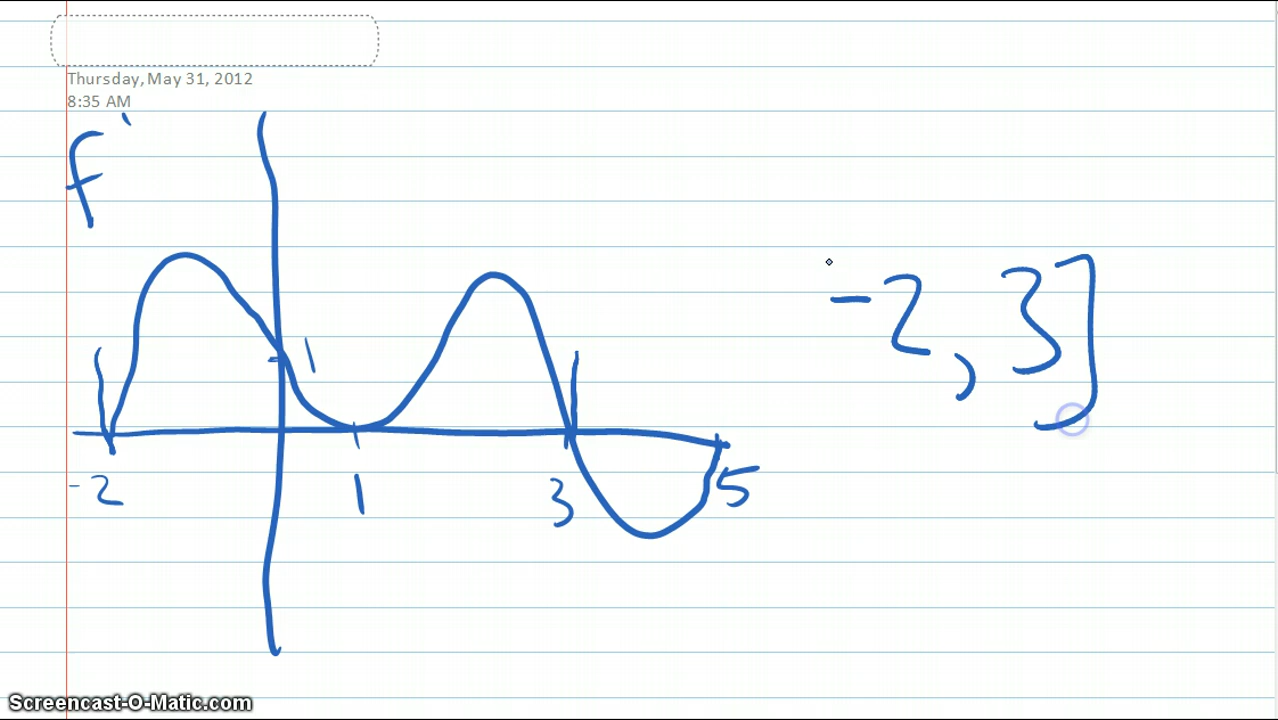 Thursday, May 31, 2012
8:35 AM
f'
-2, 3]
1
-2
1
3
5
Screencast-O-Matic.com